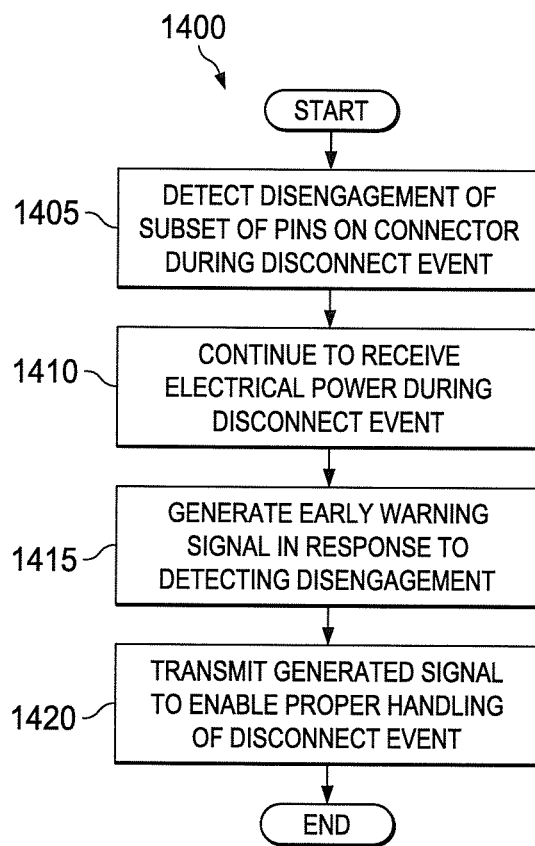 1400
START
1405
DETECT DISENGAGEMENT OF
SUBSET OF PINS ON CONNECTOR
DURING DISCONNECT EVENT
1410
CONTINUE TO RECEIVE
ELECTRICAL POWER DURING
DISCONNECT EVENT
1415
GENERATE EARLY WARNING
SIGNAL IN RESPONSE TO
DETECTING DISENGAGEMENT
1420
TRANSMIT GENERATED SIGNAL
TO ENABLE PROPER HANDLING
OF DISCONNECT EVENT
END